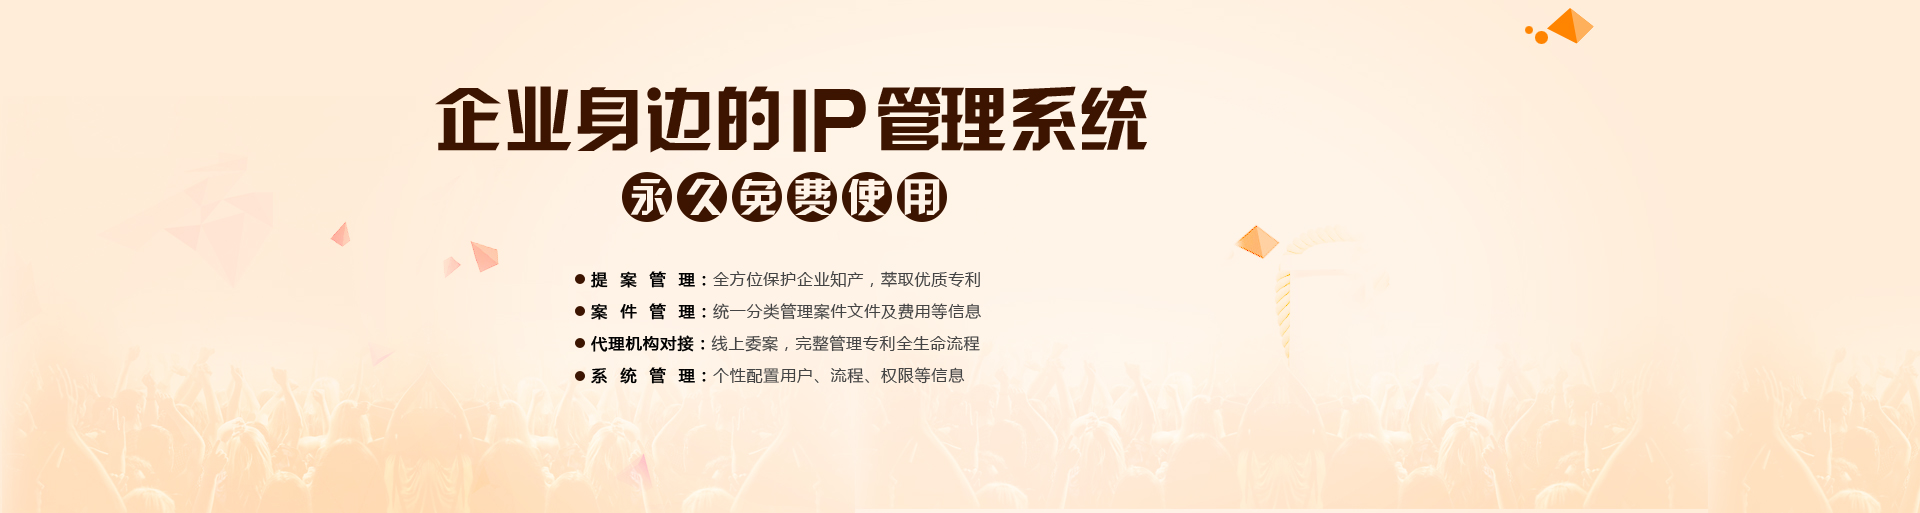 企业身边的IP管理系统
永久免费使用
提案管理：全方位保护企业知产，萃取优质专利
案件管理：统一分类管理案件文件及费用等信息
代理机构对接：线上委案，完整管理专利全生命流程
系统管理：个性配置用户、流程、权限等信息